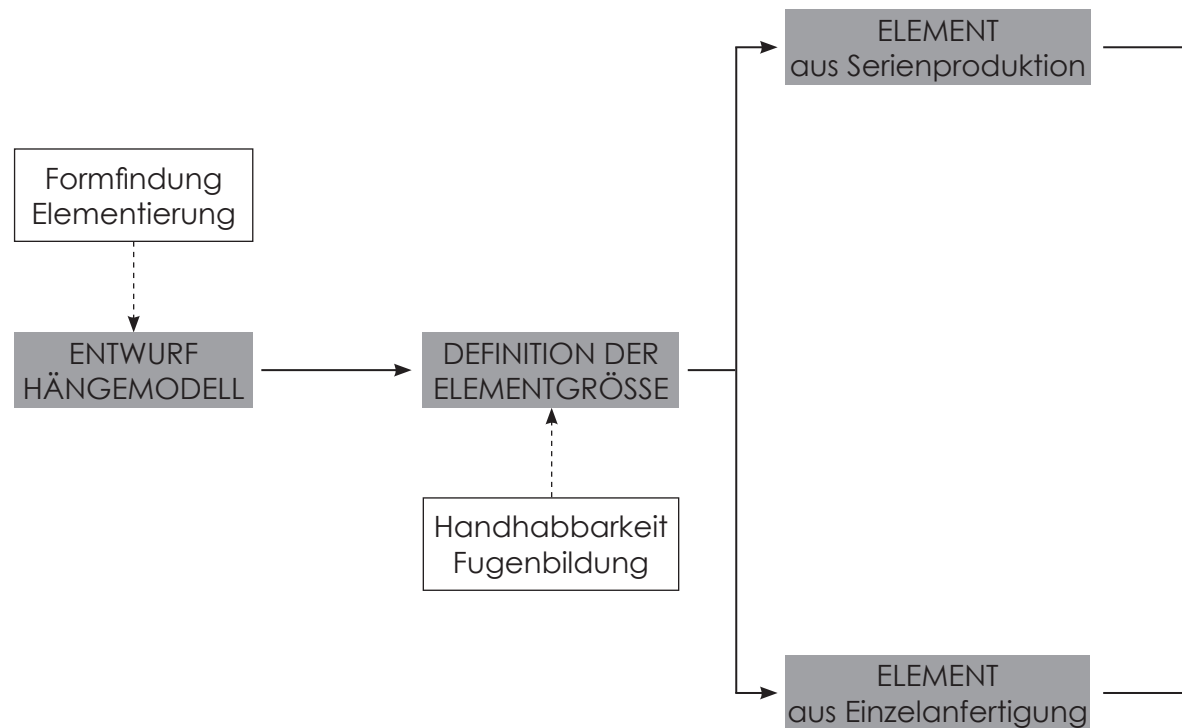 ELEMENT
aus Serienproduktion
Formfindung
Elementierung
ENTWURF
HÄNGEMODELL
DEFINITION DER
ELEMENTGRÖSSE
Handhabbarkeit
Fugenbildung
ELEMENT
aus Einzelanfertigung